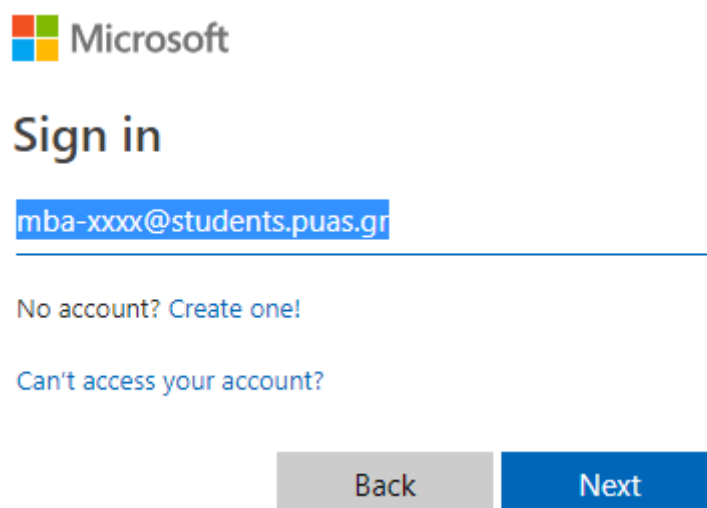 Microsoft
Sign in
mba-xxxx@students.puas.gr
No account? Create one!
Can't access your account?
Back Next